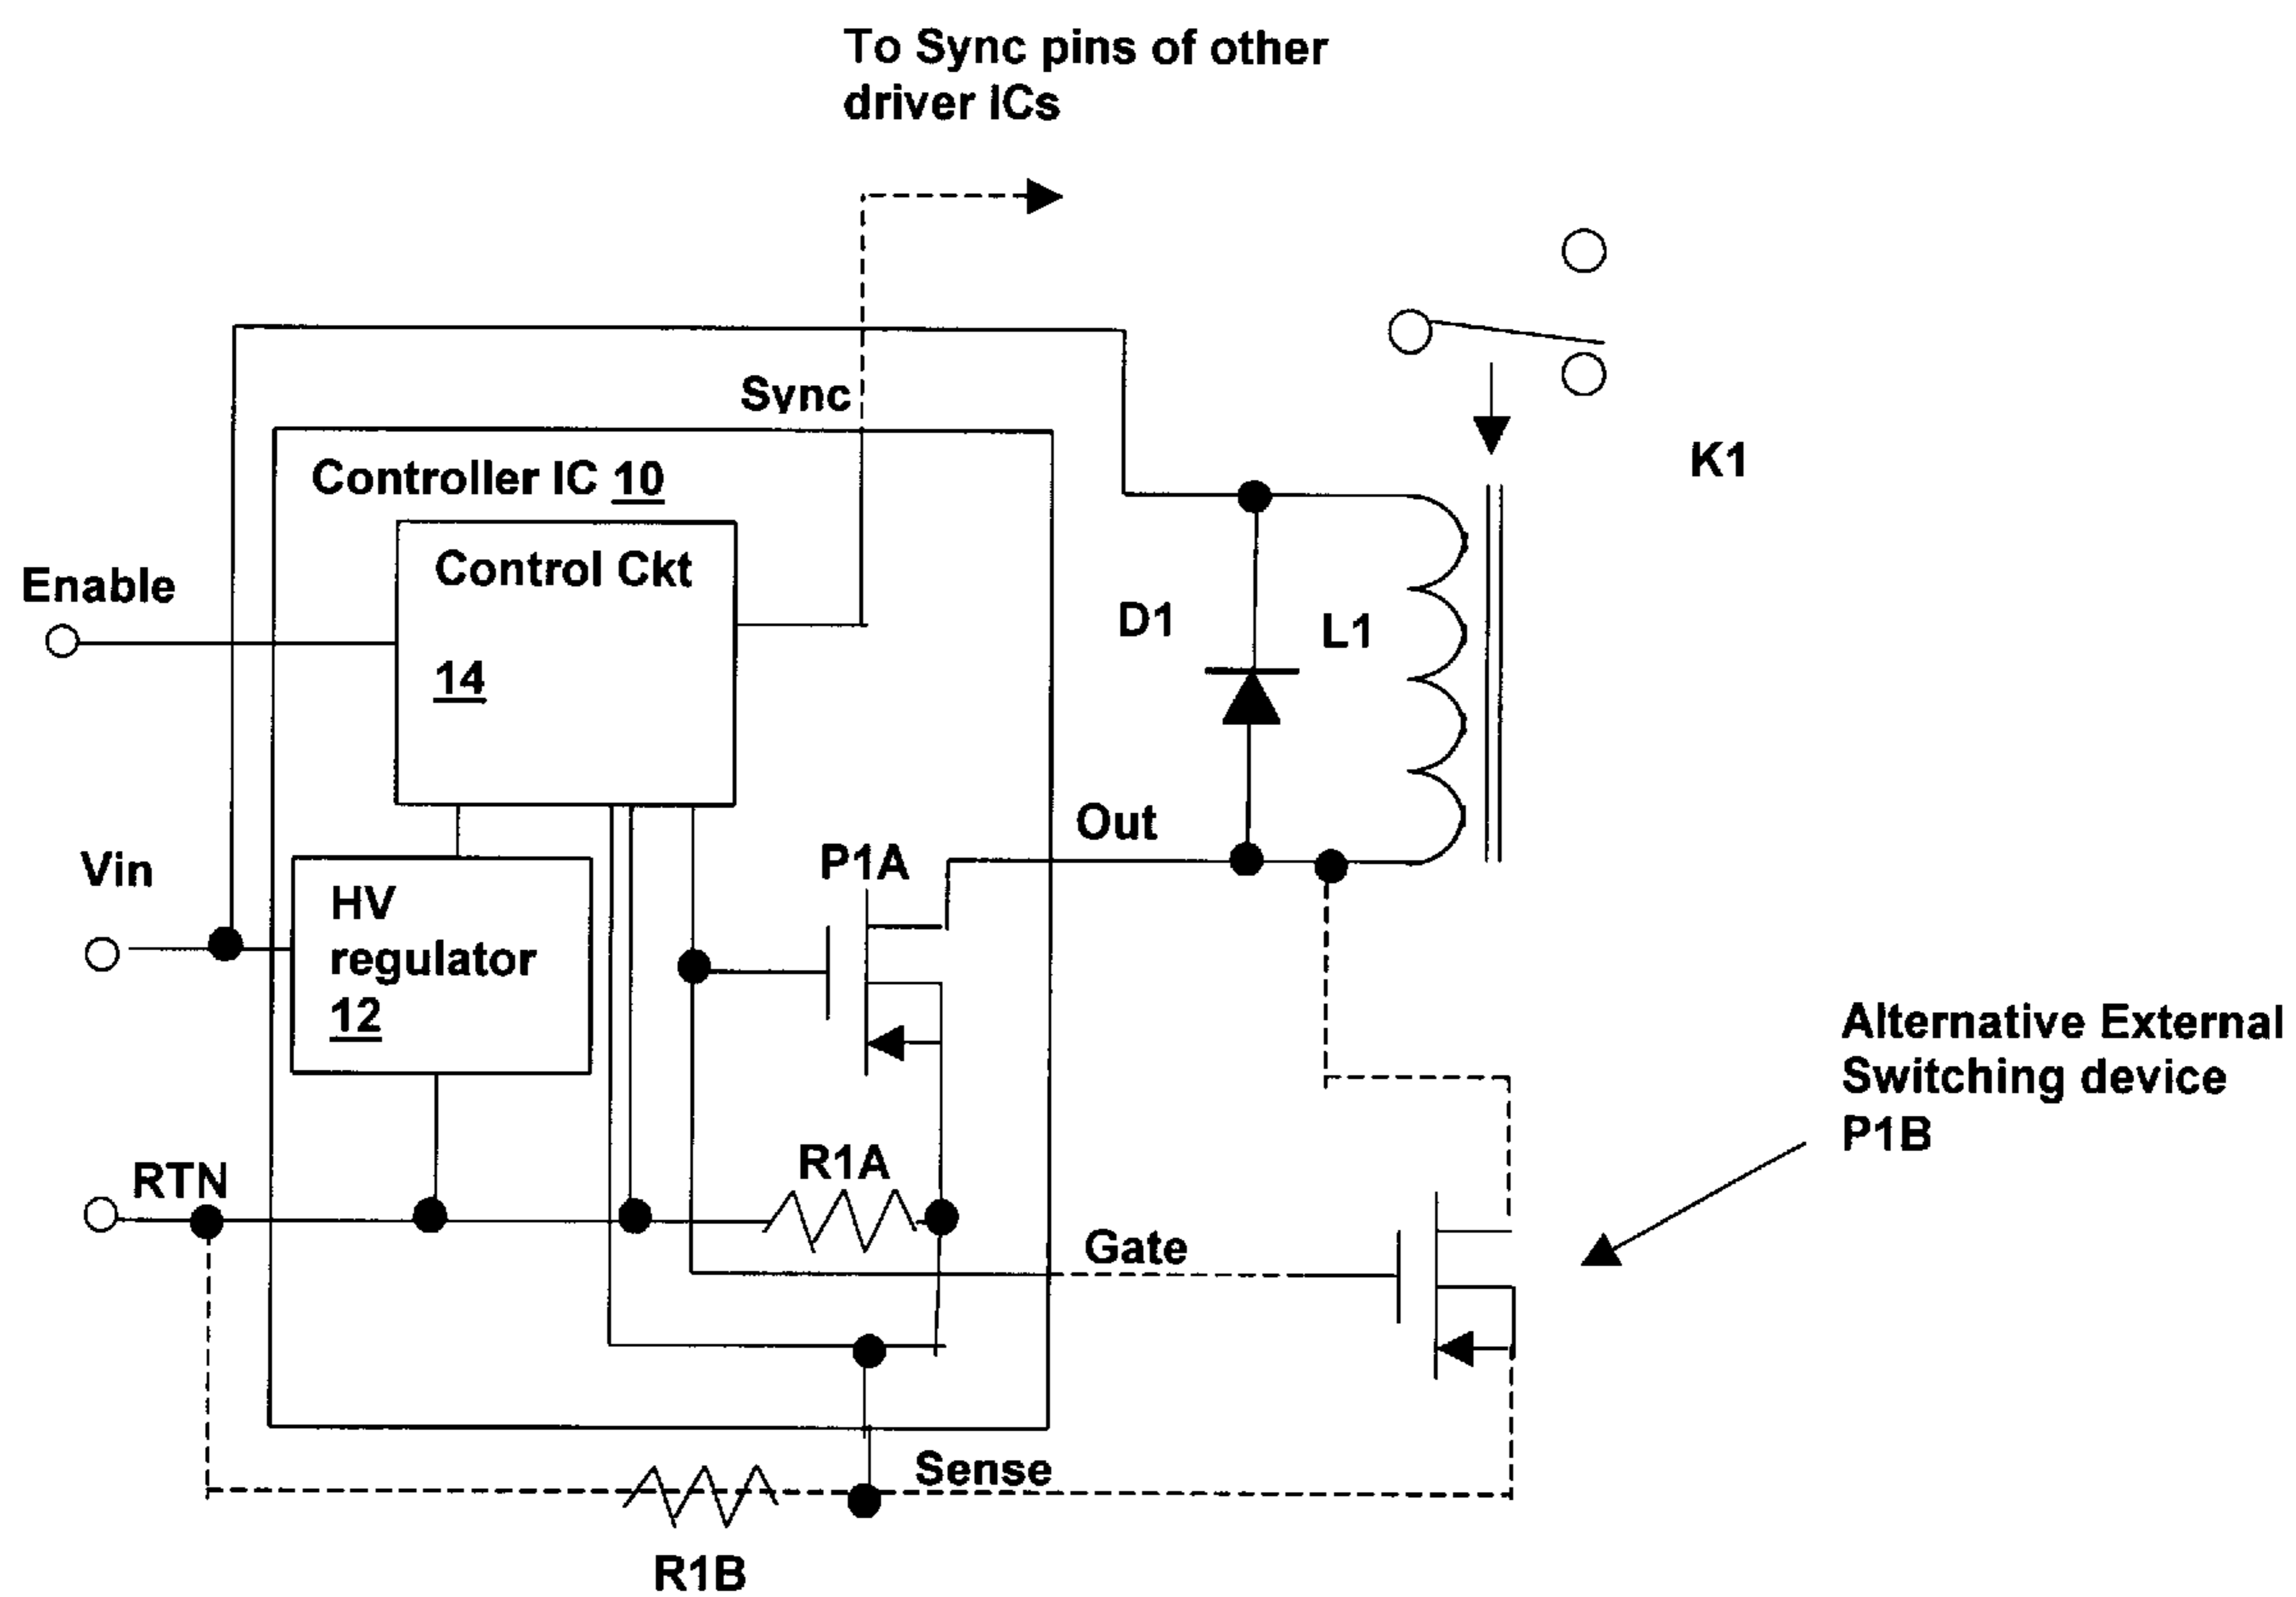 To Sync pins of other
driver ICs
Sync
K1
Controller IC 10
Control Ckt
14
Enable
D1
L1
Out
Vin
P1A
HV
regulator
12
Alternative External
Switching device
P1B
RTN
R1A
Gate
Sense
R1B